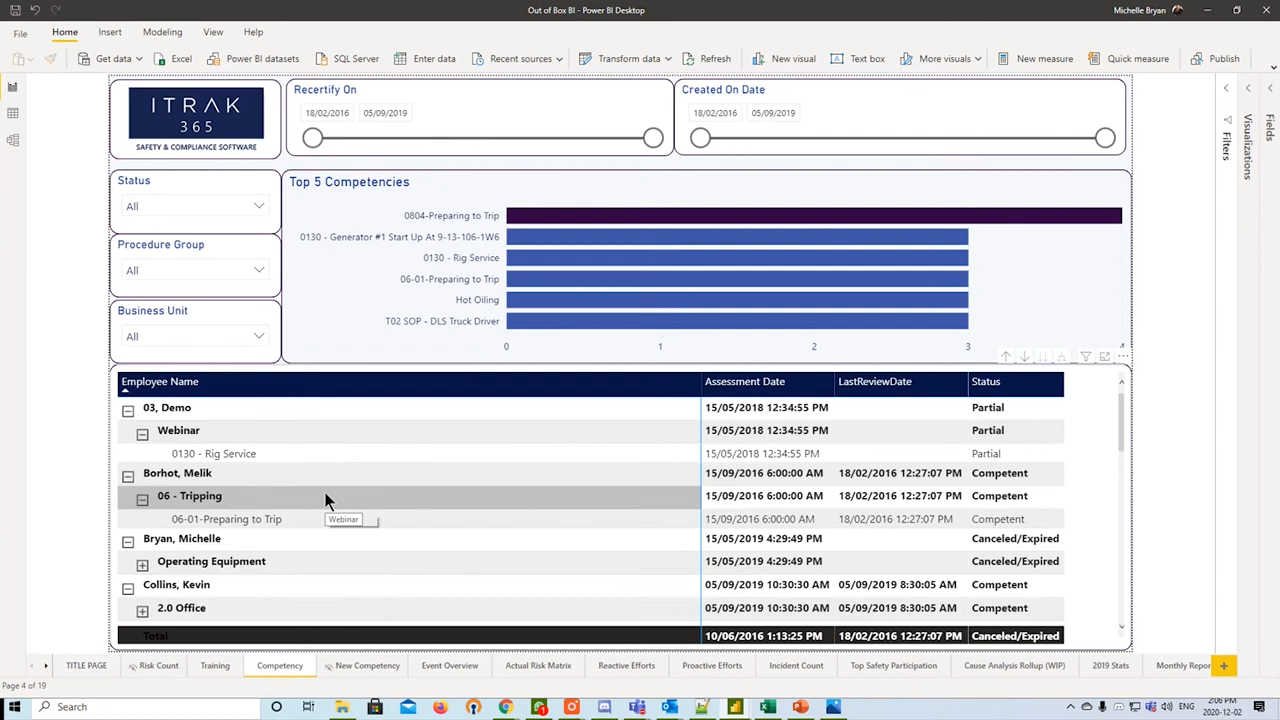 Out of Box BI - Power BI Desktop
Michelle Bryan
File Home Insert Modeling View Help
Get data Excel Power BI datasets SQL Server Enter data Recent sources Transform data Refresh New visual Text box More visuals New measure Quick measure Publish
ITRAK
365
SAFETY & COMPLIANCE SOFTWARE
Recertify On
18/02/2016 05/09/2019
Created On Date
18/02/2016 05/09/2019
Status
All
Procedure Group
All
Business Unit
All
Top 5 Competencies
0804-Preparing to Trip
0130 - Generator #1 Start Up At 9-13-106-1W6
0130 - Rig Service
06-01-Preparing to Trip
Hot Oiling
T02 SOP - DLS Truck Driver
0 1 2 3 4
Filters
Visualizations
Fields
Employee Name Assessment Date LastReviewDate Status
03, Demo 15/05/2018 12:34:55 PM Partial
Webinar 15/05/2018 12:34:55 PM Partial
0130 - Rig Service 15/05/2018 12:34:55 PM Partial
Borhot, Melik 15/09/2016 6:00:00 AM 18/02/2016 12:27:07 PM Competent
06 - Tripping 15/09/2016 6:00:00 AM 18/02/2016 12:27:07 PM Competent
06-01-Preparing to Trip 15/09/2016 6:00:00 AM 18/02/2016 12:27:07 PM Competent
Webinar
Bryan, Michelle 15/05/2019 4:29:49 PM Canceled/Expired
Operating Equipment 15/05/2019 4:29:49 PM Canceled/Expired
Collins, Kevin 05/09/2019 10:30:30 AM 05/09/2019 8:30:05 AM Competent
2.0 Office 05/09/2019 10:30:30 AM 05/09/2019 8:30:05 AM Competent
Total 10/06/2016 1:13:25 PM 18/02/2016 12:27:07 PM Canceled/Expired
TITLE PAGE Risk Count Training Competency New Competency Event Overview Actual Risk Matrix Reactive Efforts Proactive Efforts Incident Count Top Safety Participation Cause Analysis Rollup (WIP) 2019 Stats Monthly Repor
Page 4 of 19
Search
ENG
2:06 PM
2020-12-02